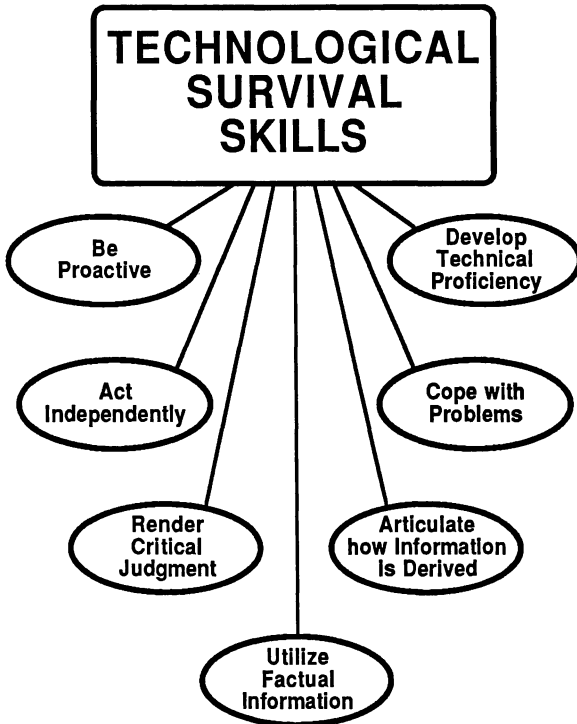 TECHNOLOGICAL
SURVIVAL
SKILLS
Be
Proactive
Develop
Technical
Proficiency
Act
Independently
Cope with
Problems
Render
Critical
Judgment
Articulate
how Information
is Derived
Utilize
Factual
Information